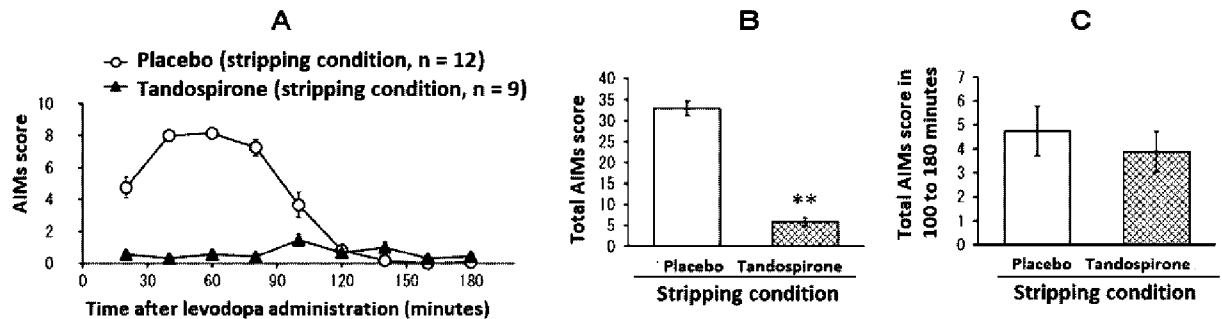 A
Placebo (stripping condition, n = 12)
Tandospirone (stripping condition, n = 9)
AIMs score
10
8
6
4
2
0
0 30 60 90 120 150 180
Time after levodopa administration (minutes)
B
Total AIMs score
40
35
30
25
20
15
10
5
0
**
Placebo Tandospirone
Stripping condition
C
Total AIMs score in
100 to 180 minutes
7
6
5
4
3
2
1
0
Placebo Tandospirone
Stripping condition